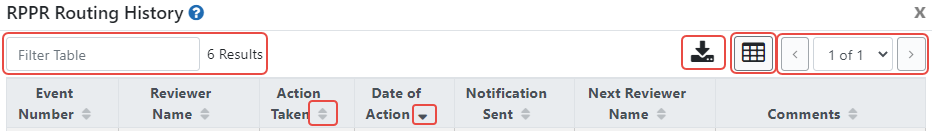 RPPR Routing History ? X
Filter Table 6 Results < 1 of 1 >
Event Reviewer Action Date of Notification Next Reviewer
Number Name Taken Action Sent Name Comments